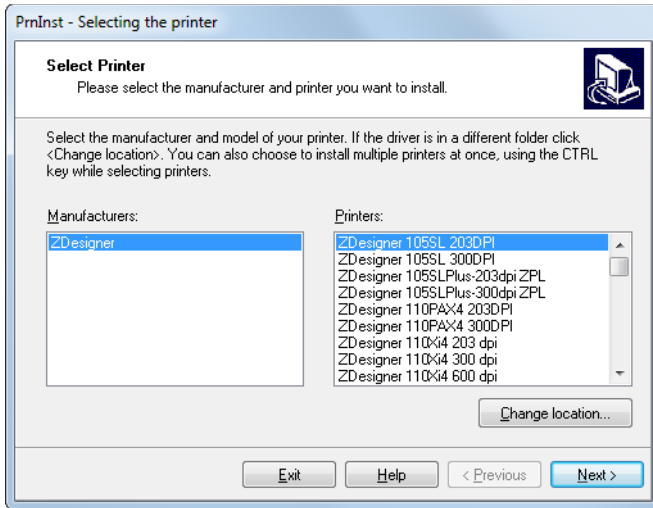 PrnInst - Selecting the printer
Select Printer
Please select the manufacturer and printer you want to install.
Select the manufacturer and model of your printer. If the driver is in a different folder click
<Change location>. You can also choose to install multiple printers at once, using the CTRL
key while selecting printers.
Manufacturers:
ZDesigner
Printers:
ZDesigner 105SL 203DPI
ZDesigner 105SL 300DPI
ZDesigner 105SLPlus-203dpi ZPL
ZDesigner 105SLPlus-300dpi ZPL
ZDesigner 110PAX4 203DPI
ZDesigner 110PAX4 300DPI
ZDesigner 110Xi4 203 dpi
ZDesigner 110Xi4 300 dpi
ZDesigner 110Xi4 600 dpi
Change location...
Exit
Help
< Previous
Next >